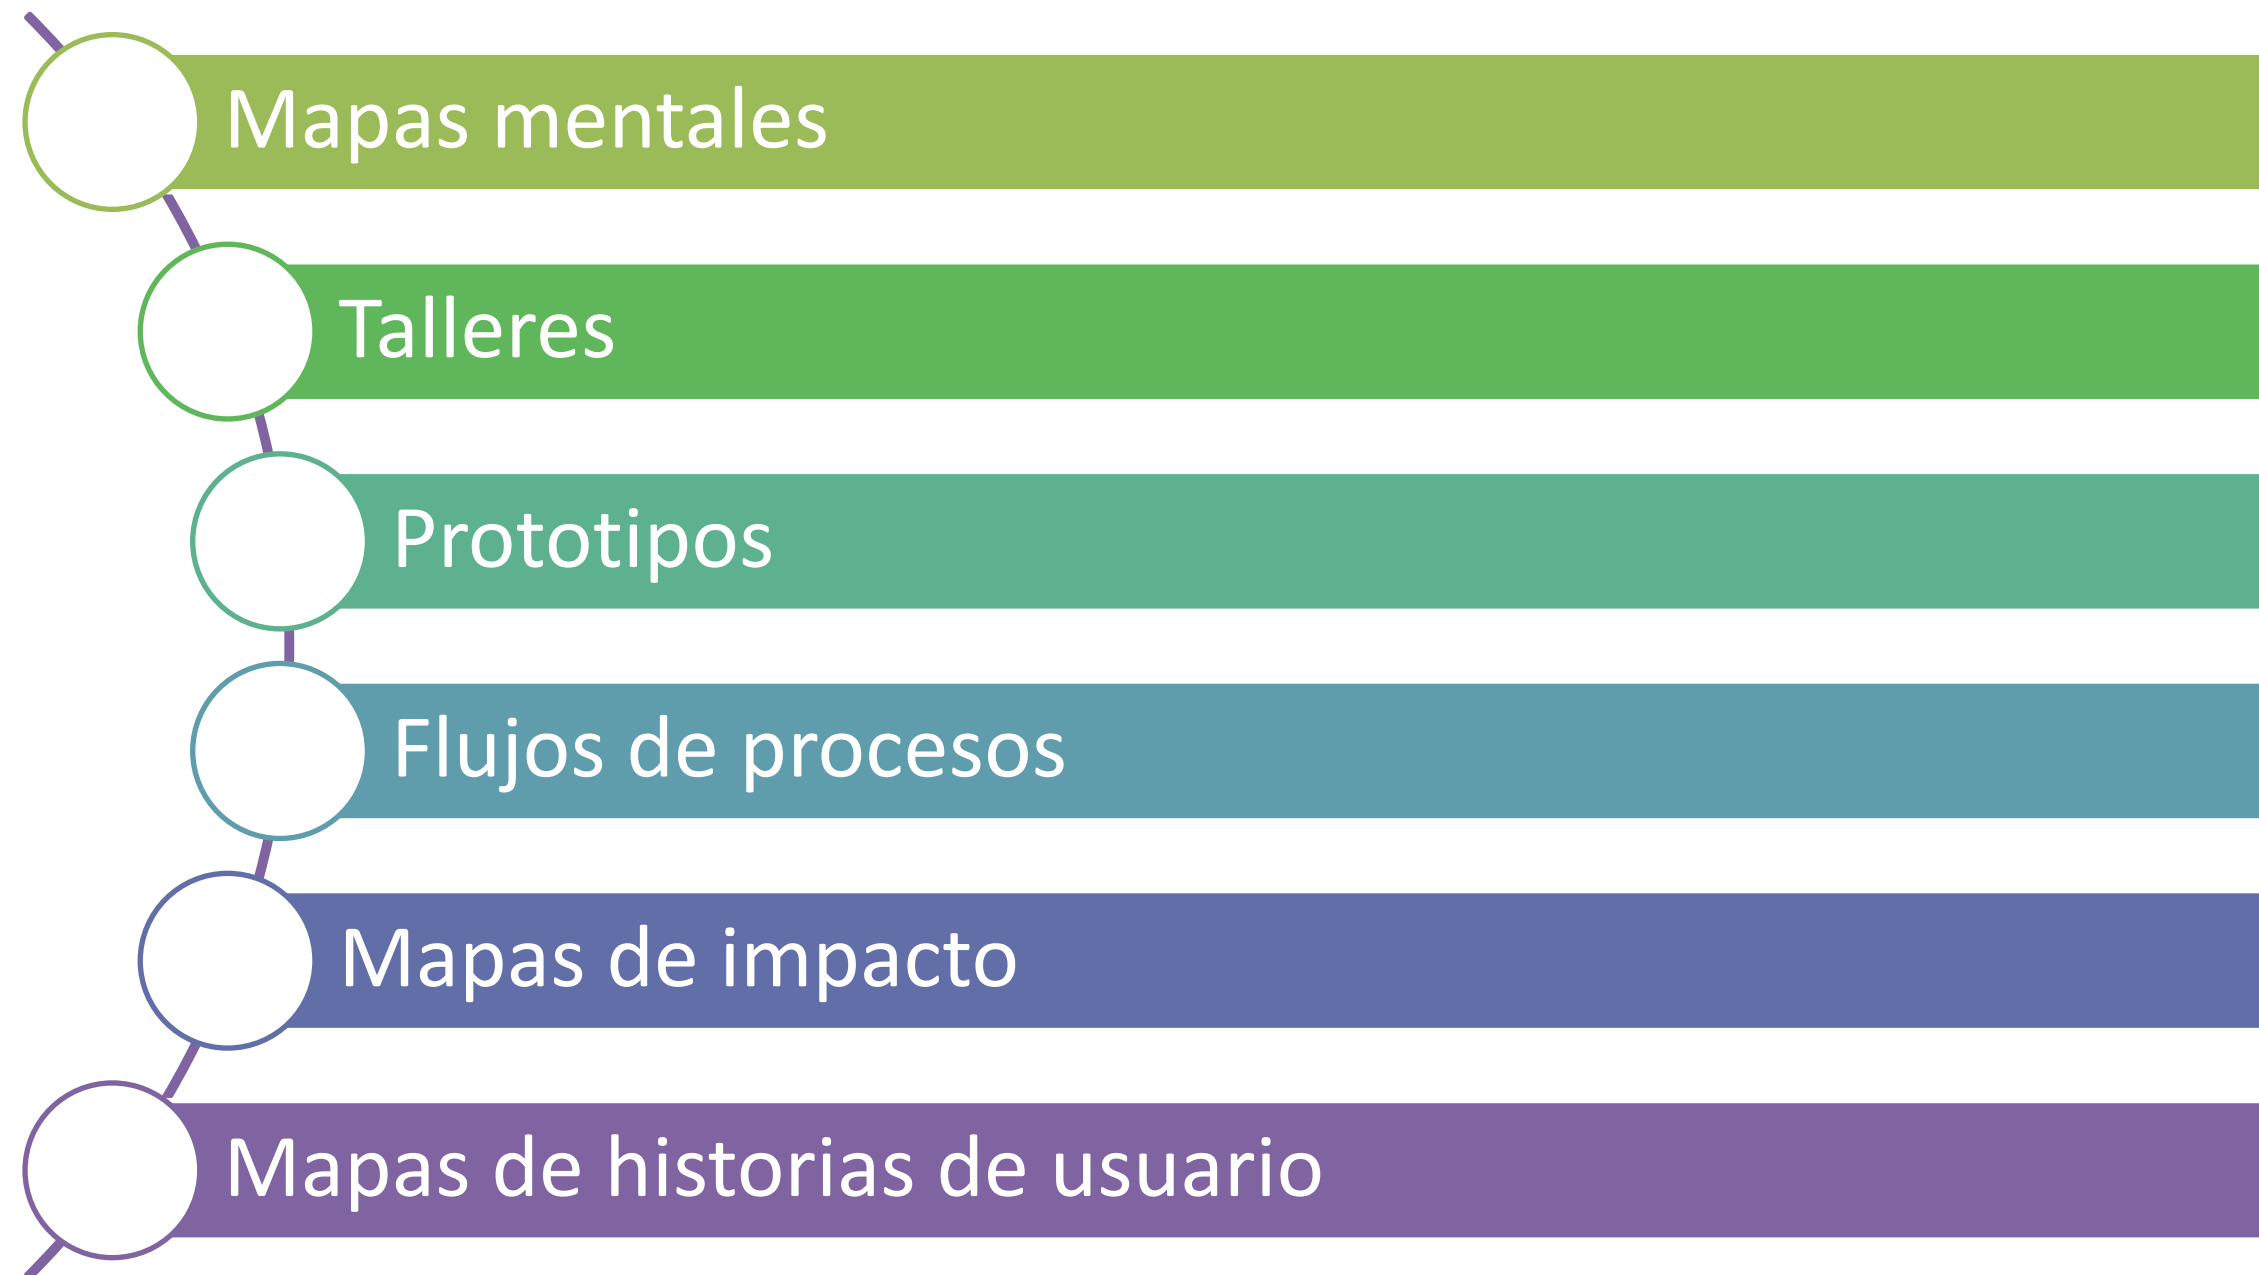 Mapas mentales
Talleres
Prototipos
Flujos de procesos
Mapas de impacto
Mapas de historias de usuario